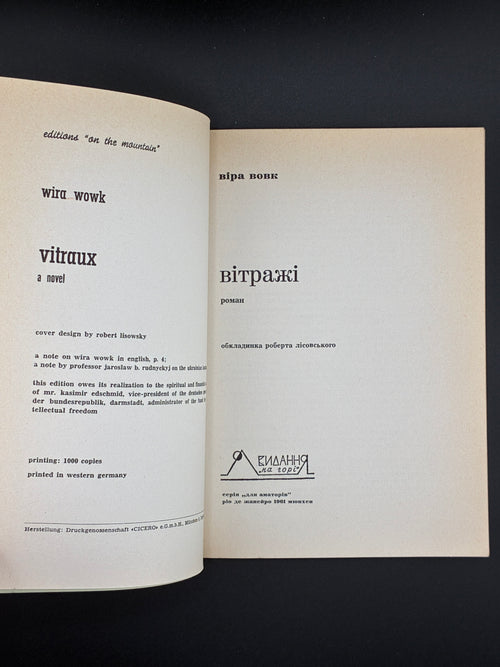 editions "on the mountain"
wira wowk
vitraux
a novel
cover design by robert lisowsky
a note on wira wowk in english, p. 4;
a note by professor jaroslaw b. rudnyckyj on the
this edition owes its realization to the spiritual and
of mr. kasimir edschmid, vice-president of the deutsche
der bundesrepublik, darmstadt, administrator of the
tellectual freedom
printing: 1000 copies
printed in western germany
Herstellung: Druckgenossenschaft «CICERO» e.G.m.b.H.,
віра вовк
вітражі
роман
обкладинка роберта лісовського
видання
"на горі"
серія „для аматорів"
ріо де жанейро 1961 мюнхен